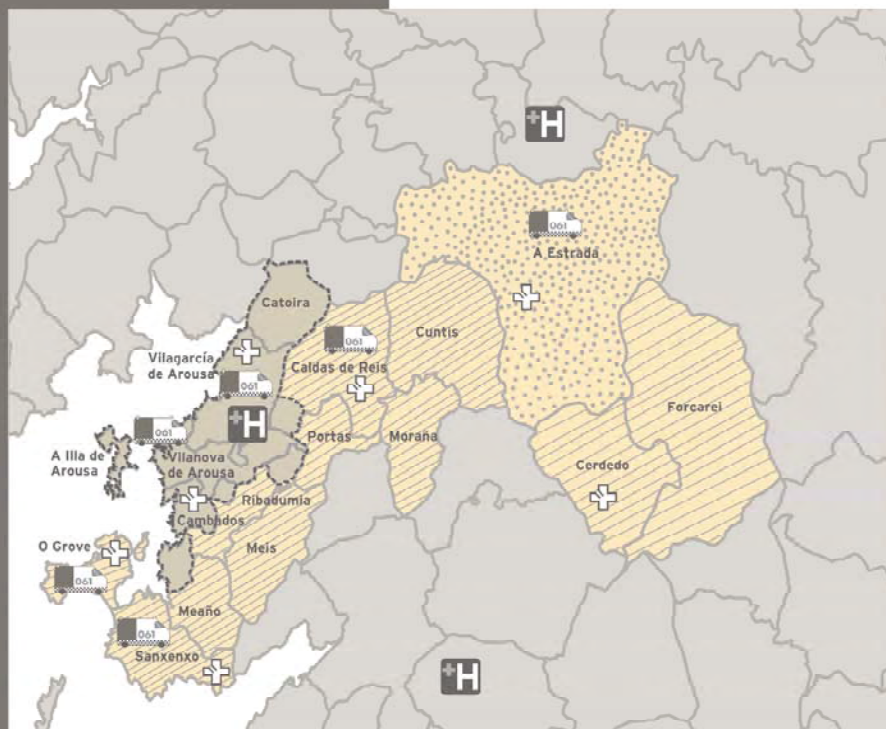 H
061
A Estrada
Catoira
Cuntis
061
Vilagarcía
de Arousa
Caldas de Reis
061
H
Forcarei
061
Portas
Moraña
A Illa de
Arousa
Vilanova
de Arousa
Cerdedo
Ribadumia
Cambados
O Grove
Meis
061
Meaño
061
Sanxenxo
H